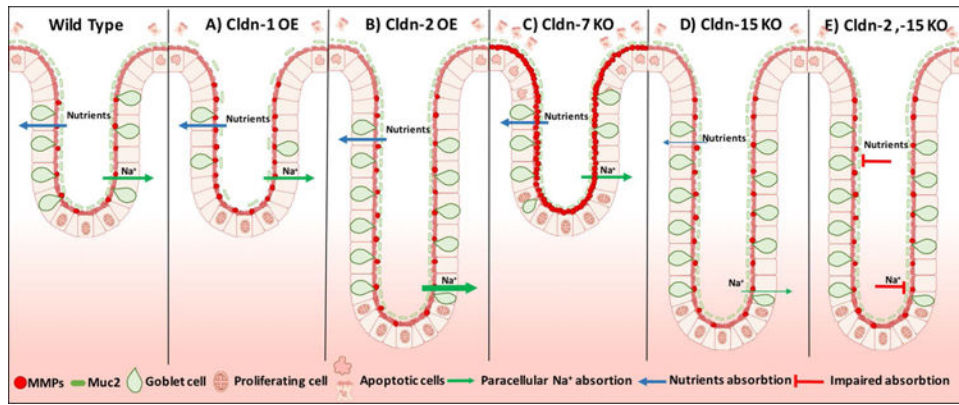 Wild Type
A) Cldn-1 OE
B) Cldn-2 OE
C) Cldn-7 KO
D) Cldn-15 KO
E) Cldn-2 ,-15 KO
Nutrients
Na⁺
Nutrients
Na⁺
Nutrients
Na⁺
Nutrients
Na⁺
Nutrients
Na⁺
Nutrients
Na⁺
MMPs Muc2 Goblet cell Proliferating cell Apoptotic cells Paracellular Na⁺ absortion Nutrients absorbtion Impaired absorbtion